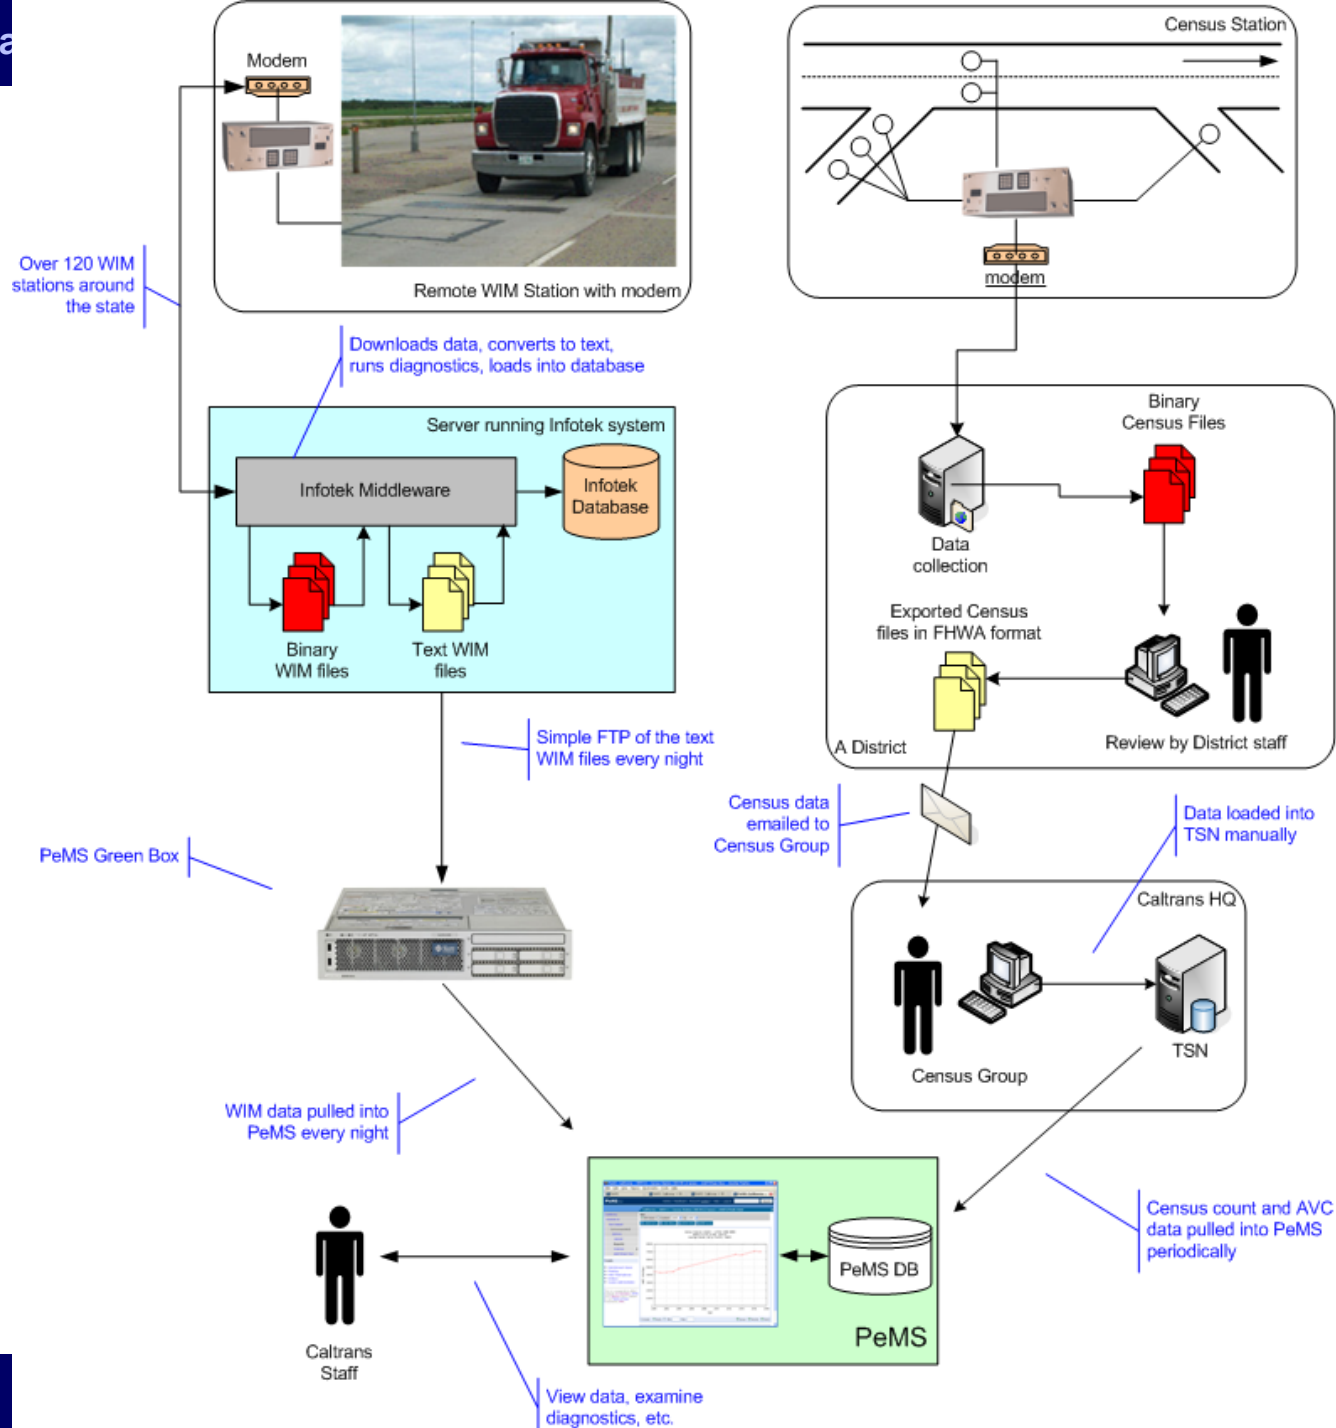 a
Modem
Remote WIM Station with modem
Census Station
modem
Over 120 WIM
stations around
the state
Downloads data, converts to text,
runs diagnostics, loads into database
Server running Infotek system
Infotek Middleware
Infotek
Database
Binary
WIM files
Text WIM
files
Binary
Census Files
Data
collection
Exported Census
files in FHWA format
Review by District staff
A District
Simple FTP of the text
WIM files every night
Census data
emailed to
Census Group
Data loaded into
TSN manually
PeMS Green Box
Caltrans HQ
Census Group
TSN
WIM data pulled into
PeMS every night
Census count and AVC
data pulled into PeMS
periodically
PeMS DB
PeMS
Caltrans
Staff
View data, examine
diagnostics, etc.